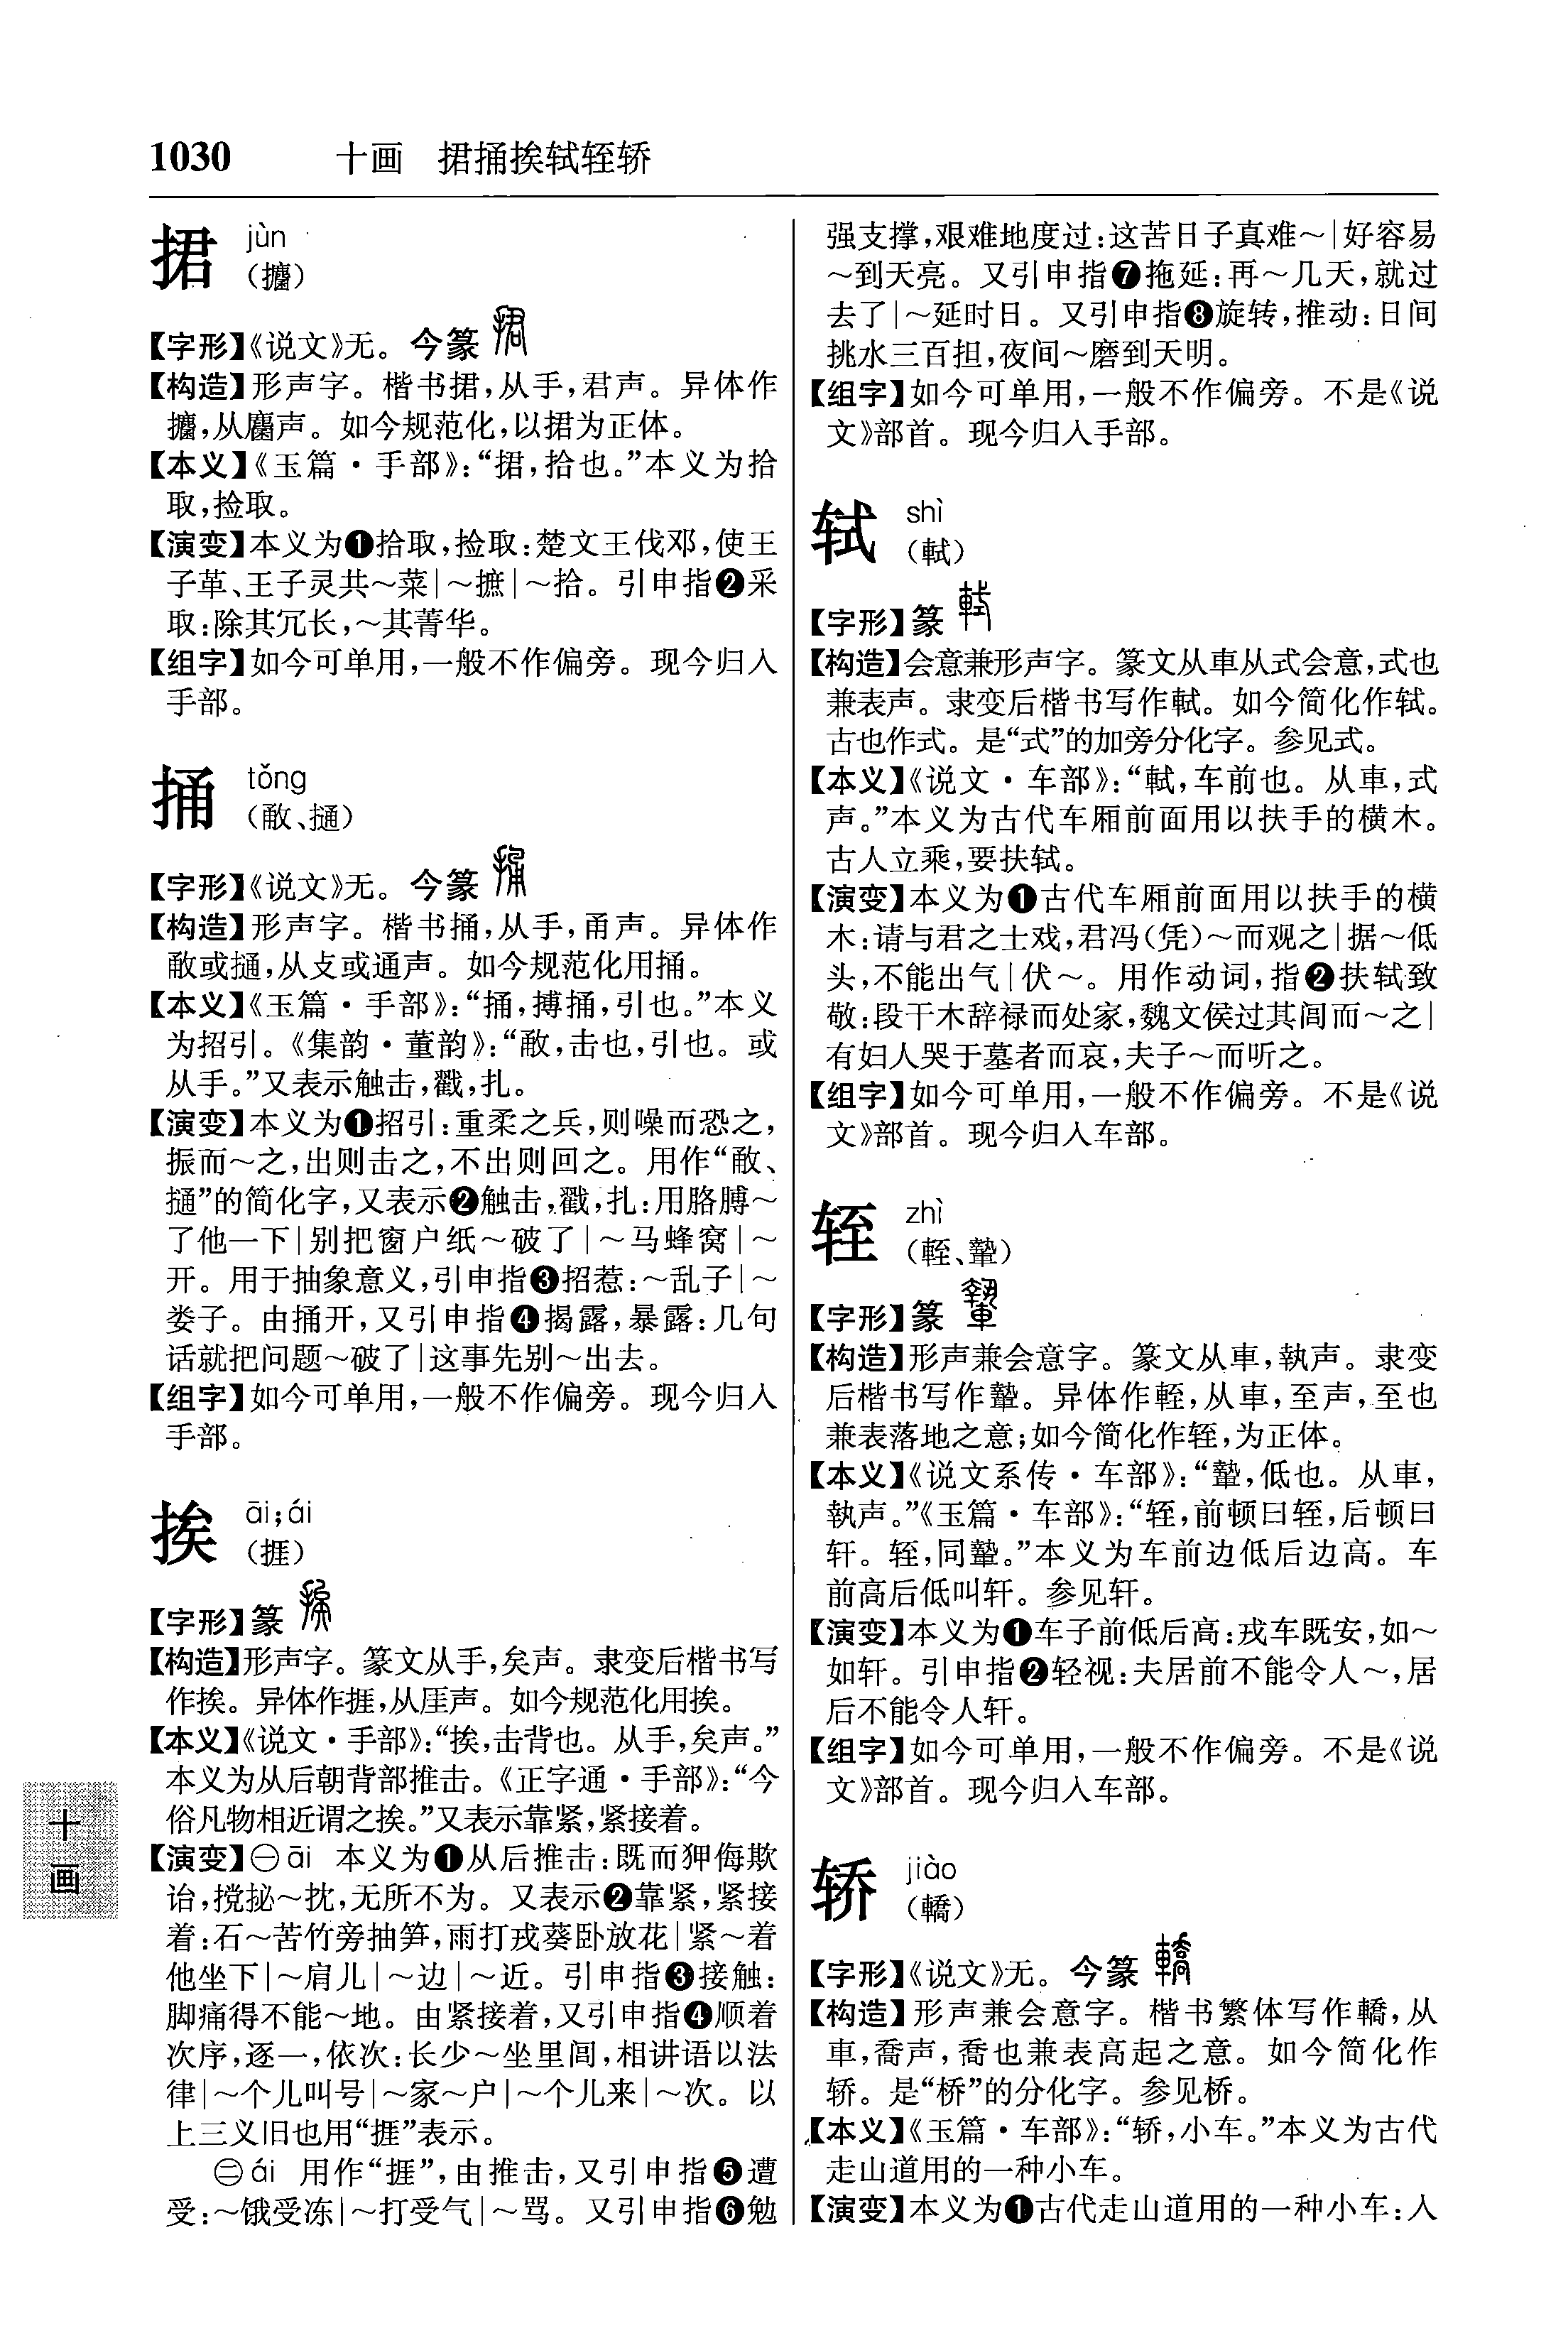 1030 十画 捃捅挨轼轾轿
捃 jùn
(攟)
【字形】《说文》无。今篆
【构造】形声字。楷书捃,从手,君声。异体作
攟,从麕声。如今规范化,以捃为正体。
【本义】《玉篇·手部》:“捃,拾也。”本义为拾
取,捡取。
【演变】本义为❶拾取,捡取:楚文王伐邓,使王
子革、王子灵共~菜|~摭|~拾。引申指❷采
取:除其冗长,~其菁华。
【组字】如今可单用,一般不作偏旁。现今归入
手部。
捅 tǒng
(敮、㨂)
【字形】《说文》无。今篆
【构造】形声字。楷书捅,从手,甬声。异体作
或,从攴或通声。如今规范化用捅。
【本义】《玉篇·手部》:“捅,搏捅,引也。”本义
为招引。《集韵·董韵》:“,击也,引也。或
从手。”又表示触击,戳,扎。
【演变】本义为❶招引:重柔之兵,则噪而恐之,
振而~之,出则击之,不出则回之。用作“、
”的简化字,又表示❷触击,戳,扎:用胳膊~
了他一下|别把窗户纸~破了|~马蜂窝|~
开。用于抽象意义,引申指❸招惹:~乱子|~
娄子。由捅开,又引申指❹揭露,暴露:几句
话就把问题~破了|这事先别~出去。
【组字】如今可单用,一般不作偏旁。现今归入
手部。
挨 āi;ái
(捱)
【字形】篆
【构造】形声字。篆文从手,矣声。隶变后楷书写
作挨。异体作捱,从厓声。如今规范化用挨。
【本义】《说文·手部》:“挨,击背也。从手,矣声。”
本义为从后朝背部推击。《正字通·手部》:“今
俗凡物相近谓之挨。”又表示靠紧,紧接着。
【演变】㊀āi 本义为❶从后推击:既而狎侮欺
诒,挡㧙~抌,无所不为。又表示❷靠紧,紧接
着:石~苦竹旁抽笋,雨打戎葵卧放花|紧~着
他坐下|~肩儿|~边|~近。引申指❸接触:
脚痛得不能~地。由紧接着,又引申指❹顺着
次序,逐一,依次:长少~坐里闾,相讲语以法
律|~个儿叫号|~家~户|~个儿来|~次。以
上三义旧也用“捱”表示。
㊁ái 用作“捱”,由推击,又引申指❺遭
受:~饿受冻|~打受气|~骂。又引申指❻勉
强支撑,艰难地度过:这苦日子真难~|好容易
~到天亮。又引申指❼拖延:再~几天,就过
去了|~延时日。又引申指❽旋转,推动:日间
挑水三百担,夜间~磨到天明。
【组字】如今可单用,一般不作偏旁。不是《说
文》部首。现今归入手部。
轼 shì
(軾)
【字形】篆
【构造】会意兼形声字。篆文从車从式会意,式也
兼表声。隶变后楷书写作軾。如今简化作轼。
古也作式。是“式”的加旁分化字。参见式。
【本义】《说文·车部》:“軾,车前也。从車,式
声。”本义为古代车厢前面用以扶手的横木。
古人立乘,要扶轼。
【演变】本义为❶古代车厢前面用以扶手的横
木:请与君之士戏,君冯(凭)~而观之|据~低
头,不能出气|伏~。用作动词,指❷扶轼致
敬:段干木辞禄而处家,魏文侯过其闾而~之|
有妇人哭于墓者而哀,夫子~而听之。
【组字】如今可单用,一般不作偏旁。不是《说
文》部首。现今归入车部。
轾 zhì
(輊、䡹)
【字形】篆
【构造】形声兼会意字。篆文从車,執声。隶变
后楷书写作䡹。异体作輊,从車,至声,至也
兼表落地之意;如今简化作轾,为正体。
【本义】《说文系传·车部》:“䡹,低也。从車,
執声。”《玉篇·车部》:“轾,前顿曰轾,后顿曰
轩。轾,同䡹。”本义为车前边低后边高。车
前高后低叫轩。参见轩。
【演变】本义为❶车子前低后高:戎车既安,如~
如轩。引申指❷轻视:夫居前不能令人~,居
后不能令人轩。
【组字】如今可单用,一般不作偏旁。不是《说
文》部首。现今归入车部。
轿 jiào
(轎)
【字形】《说文》无。今篆
【构造】形声兼会意字。楷书繁体写作轎,从
車,喬声,喬也兼表高起之意。如今简化作
轿。是“桥”的分化字。参见桥。
【本义】《玉篇·车部》:“轿,小车。”本义为古代
走山道用的一种小车。
【演变】本义为❶古代走山道用的一种小车:人
十
画